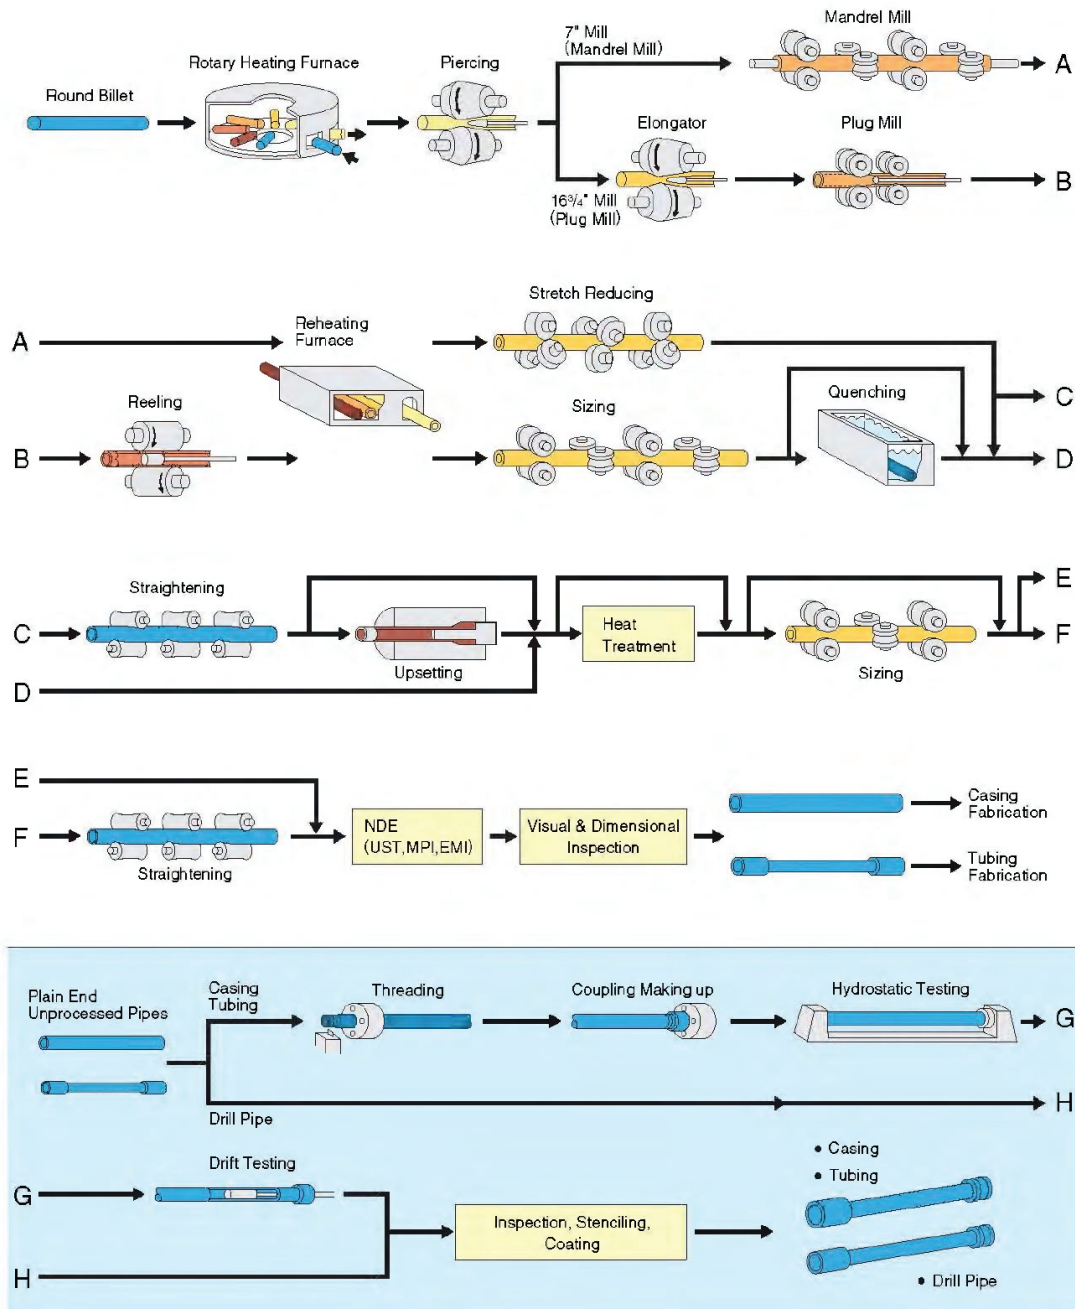 7" Mill
(Mandrel Mill)
Mandrel Mill
Rotary Heating Furnace
Piercing
A
Round Billet
Elongator
Plug Mill
16 3/4" Mill
(Plug Mill)
B
Stretch Reducing
A
Reheating
Furnace
Reeling
Sizing
Quenching
C
B
D
Straightening
E
C
Heat
Treatment
F
Upsetting
Sizing
D
E
Casing
Fabrication
F
NDE
(UST,MPI,EMI)
Visual & Dimensional
Inspection
Straightening
Tubing
Fabrication
Plain End
Unprocessed Pipes
Casing
Tubing
Threading
Coupling Making up
Hydrostatic Testing
G
H
Drill Pipe
Drift Testing
• Casing
• Tubing
G
Inspection, Stenciling,
Coating
H
• Drill Pipe